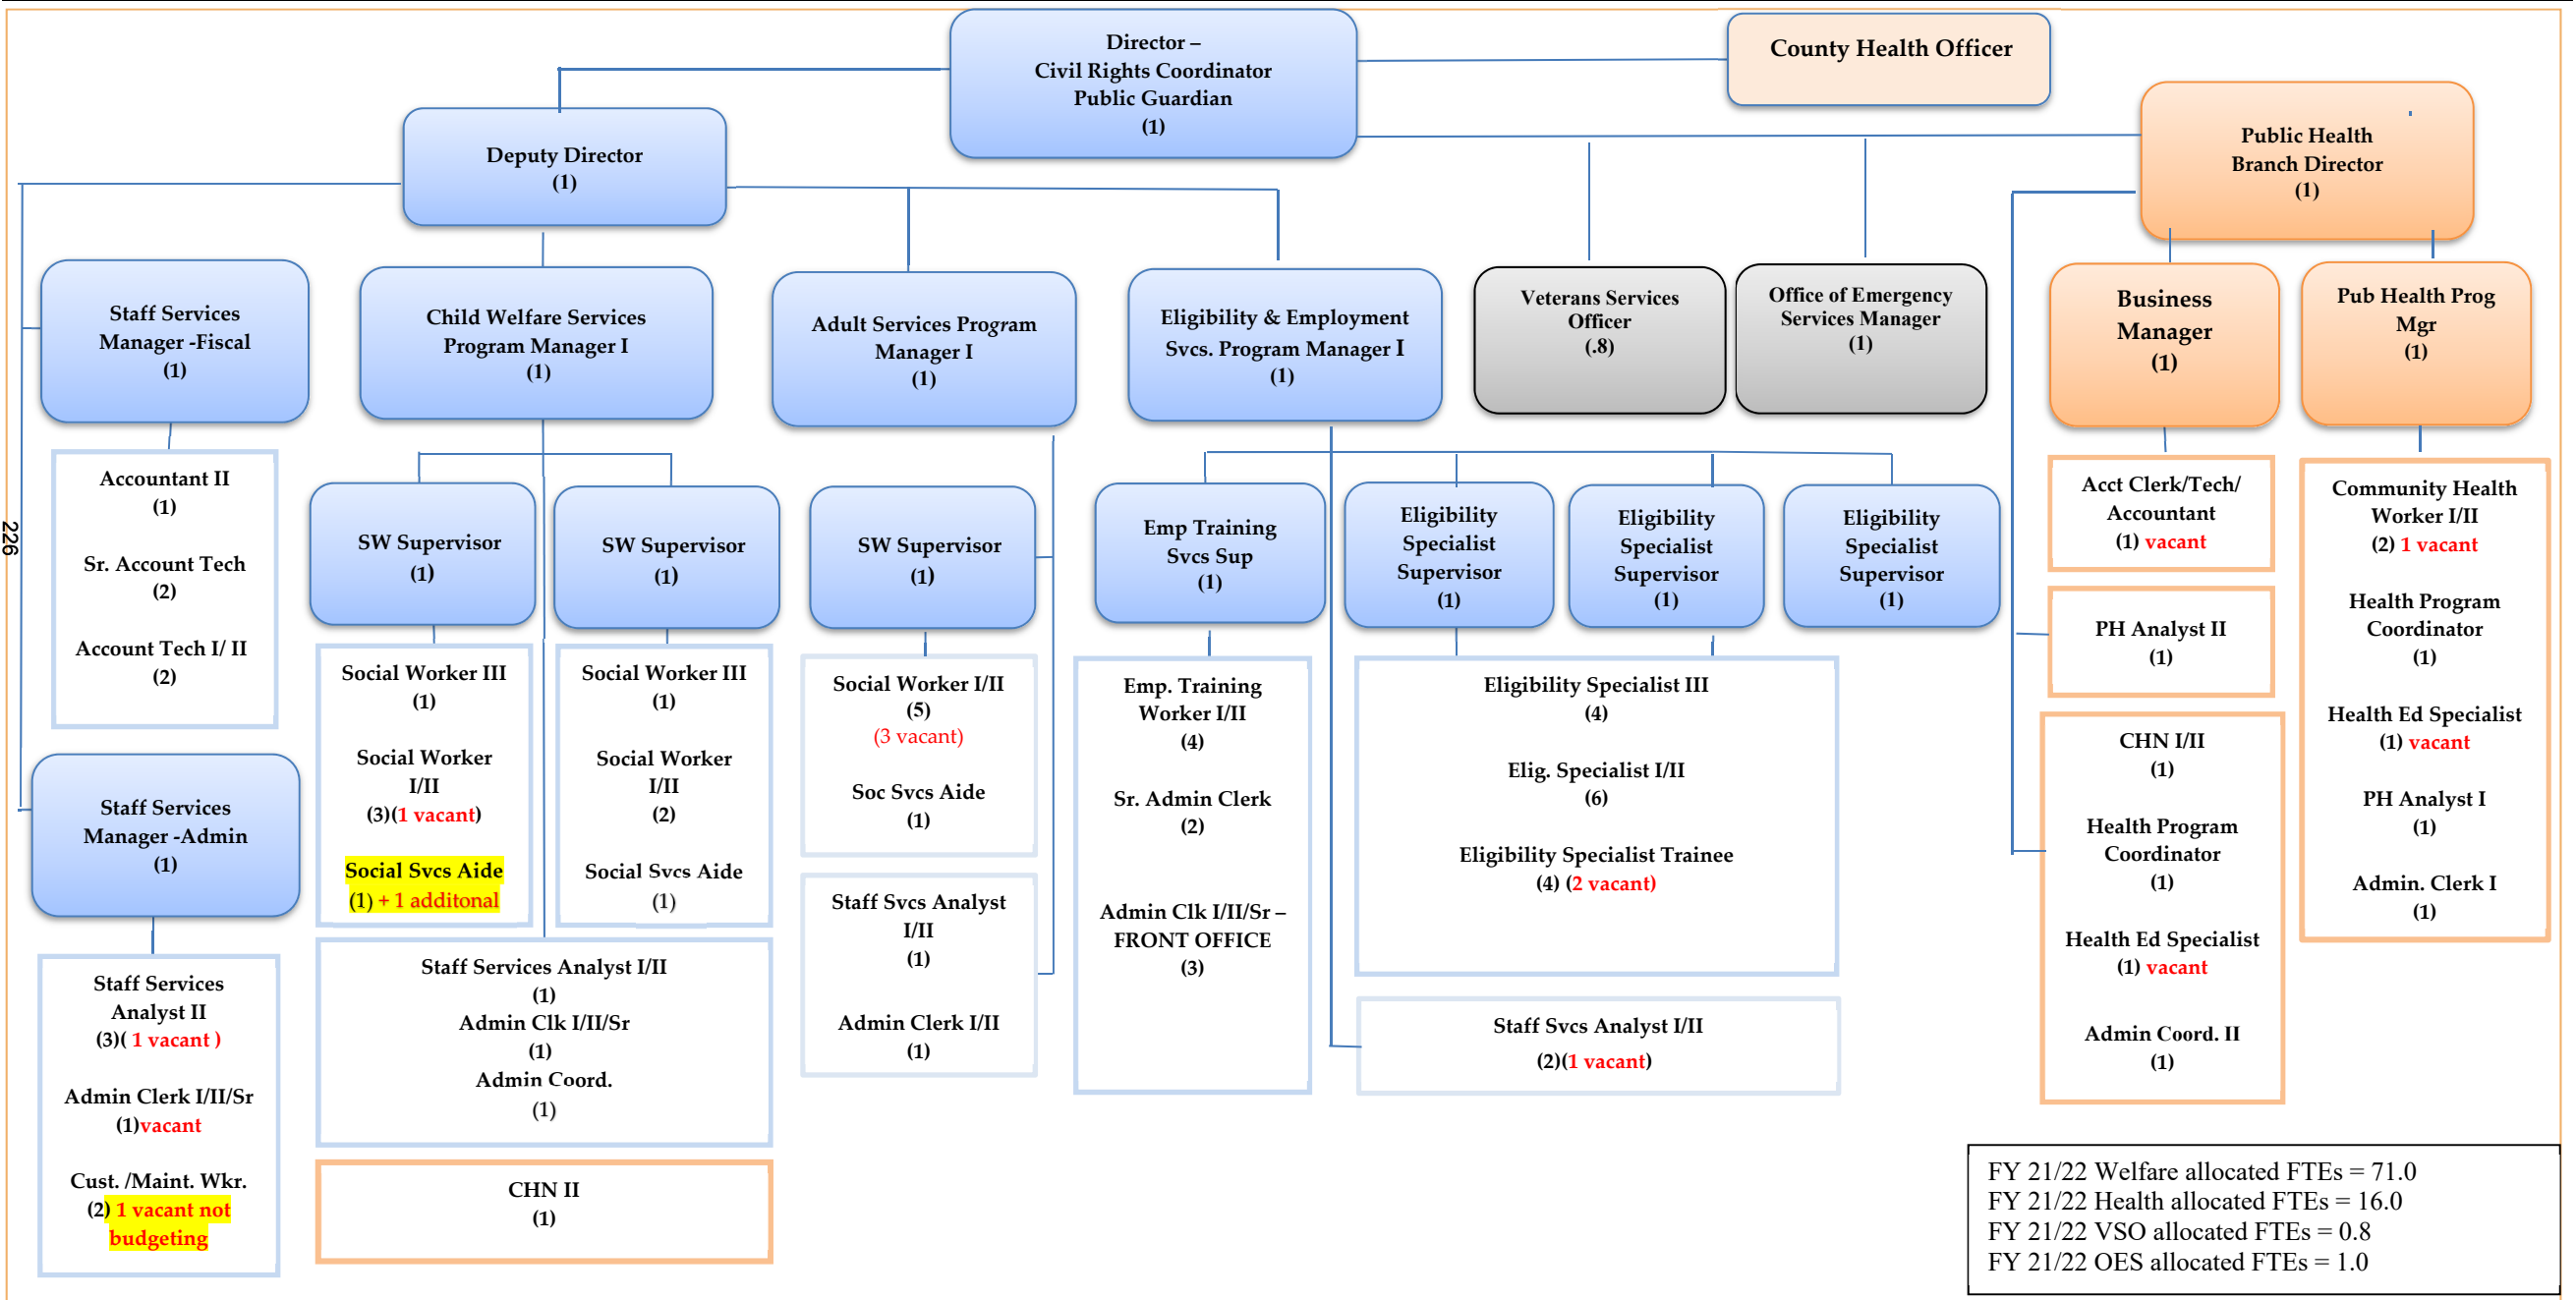 Director –
Civil Rights Coordinator
Public Guardian
(1)
County Health Officer
Deputy Director
(1)
Public Health
Branch Director
(1)
Staff Services
Manager -Fiscal
(1)
Child Welfare Services
Program Manager I
(1)
Adult Services Program
Manager I
(1)
Eligibility & Employment
Svcs. Program Manager I
(1)
Veterans Services
Officer
(.8)
Office of Emergency
Services Manager
(1)
Business
Manager
(1)
Pub Health Prog
Mgr
(1)
Accountant II
(1)
Sr. Account Tech
(2)
Account Tech I/ II
(2)
SW Supervisor
(1)
SW Supervisor
(1)
SW Supervisor
(1)
Emp Training
Svcs Sup
(1)
Eligibility
Specialist
Supervisor
(1)
Eligibility
Specialist
Supervisor
(1)
Eligibility
Specialist
Supervisor
(1)
Acct Clerk/Tech/
Accountant
(1) vacant
PH Analyst II
(1)
CHN I/II
(1)
Health Program
Coordinator
(1)
Health Ed Specialist
(1) vacant
Admin Coord. II
(1)
Community Health
Worker I/II
(2) 1 vacant
Health Program
Coordinator
(1)
Health Ed Specialist
(1) vacant
PH Analyst I
(1)
Admin. Clerk I
(1)
226
Staff Services
Manager -Admin
(1)
Staff Services
Analyst II
(3)( 1 vacant )
Admin Clerk I/II/Sr
(1)vacant
Cust. /Maint. Wkr.
(2) 1 vacant not
budgeting
Social Worker III
(1)
Social Worker
I/II
(3)(1 vacant)
Social Svcs Aide
(1) + 1 additonal
Social Worker III
(1)
Social Worker
I/II
(2)
Social Svcs Aide
(1)
Staff Services Analyst I/II
(1)
Admin Clk I/II/Sr
(1)
Admin Coord.
(1)
CHN II
(1)
Social Worker I/II
(5)
(3 vacant)
Soc Svcs Aide
(1)
Staff Svcs Analyst
I/II
(1)
Admin Clerk I/II
(1)
Emp. Training
Worker I/II
(4)
Sr. Admin Clerk
(2)
Admin Clk I/II/Sr –
FRONT OFFICE
(3)
Eligibility Specialist III
(4)
Elig. Specialist I/II
(6)
Eligibility Specialist Trainee
(4) (2 vacant)
Staff Svcs Analyst I/II
(2)(1 vacant)
FY 21/22 Welfare allocated FTEs = 71.0
FY 21/22 Health allocated FTEs = 16.0
FY 21/22 VSO allocated FTEs = 0.8
FY 21/22 OES allocated FTEs = 1.0